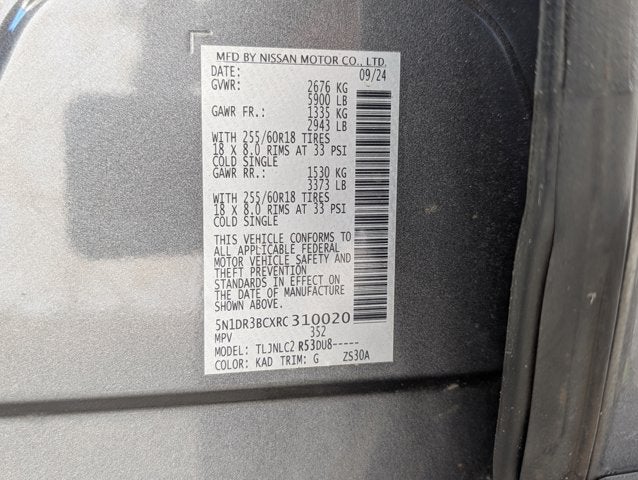 MFD BY NISSAN MOTOR CO., LTD.
DATE: 09/24
GVWR: 2676 KG
5900 LB
GAWR FR.: 1335 KG
2943 LB
WITH 255/60R18 TIRES
18 X 8.0 RIMS AT 33 PSI
COLD SINGLE
GAWR RR.: 1530 KG
3373 LB
WITH 255/60R18 TIRES
18 X 8.0 RIMS AT 33 PSI
COLD SINGLE
THIS VEHICLE CONFORMS TO
ALL APPLICABLE FEDERAL
MOTOR VEHICLE SAFETY AND
THEFT PREVENTION
STANDARDS IN EFFECT ON
THE DATE OF MANUFACTURE
SHOWN ABOVE.
5N1DR3BCXRC310020
MPV 352
MODEL: TLJNLC2 R53DU8-----
COLOR: KAD TRIM: G ZS30A